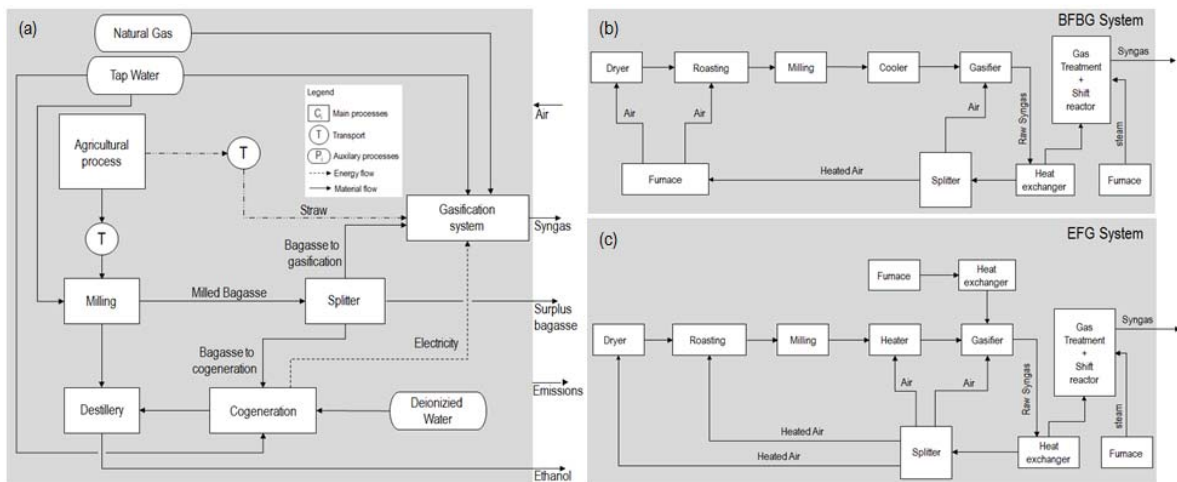 (a)
Natural Gas
Tap Water
Legend
Ci
Main processes
T
Transport
Pi
Auxilary processes
Energy flow
Material flow
Air
Agricultural
process
T
Straw
Gasification
system
Syngas
T
Bagasse to
gasification
Milling
Milled Bagasse
Splitter
Surplus
bagasse
Bagasse to
cogeneration
Electricity
Emissions
Destillery
Cogeneration
Deionizied
Water
Ethanol
(b)
BFBG System
Dryer
Roasting
Milling
Cooler
Gasifier
Gas
Treatment
+
Shift
reactor
Syngas
Air
Air
Air
Raw Syngas
steam
Furnace
Heated Air
Splitter
Heat
exchanger
Furnace
(c)
EFG System
Furnace
Heat
exchanger
Dryer
Roasting
Milling
Heater
Gasifier
Gas
Treatment
+
Shift
reactor
Syngas
Air
Air
Raw Syngas
steam
Heated Air
Heated Air
Splitter
Heat
exchanger
Furnace